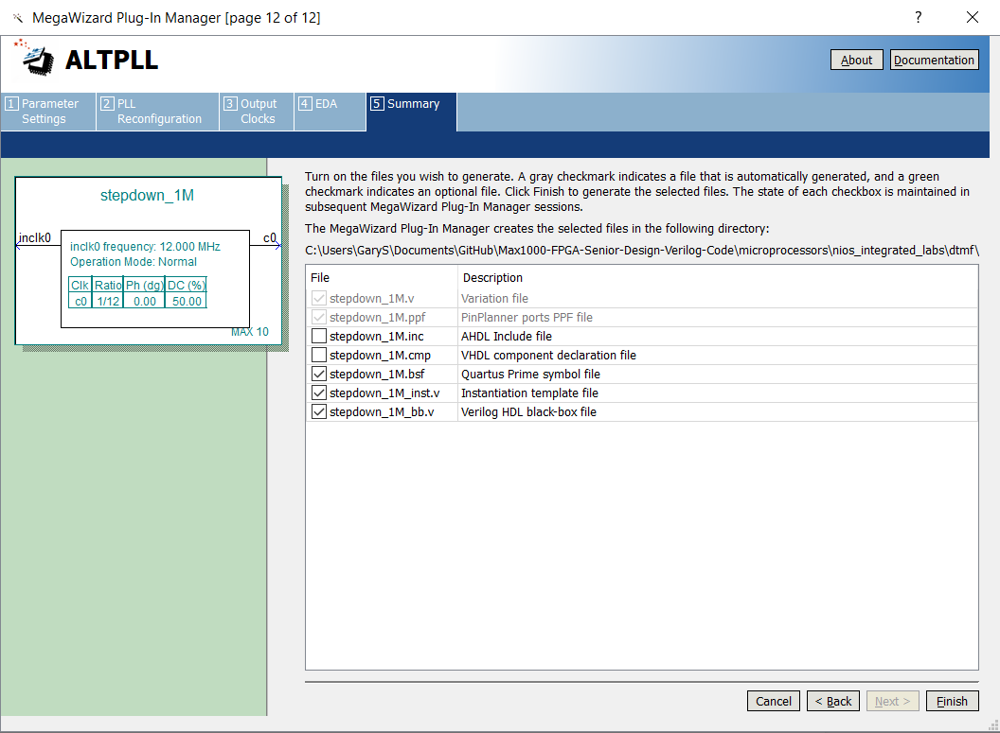 MegaWizard Plug-In Manager [page 12 of 12]
?
ALTPLL
About
Documentation
1 Parameter
Settings
2 PLL
Reconfiguration
3 Output
Clocks
4 EDA
5 Summary
stepdown_1M
inclk0
c0
inclk0 frequency: 12.000 MHz
Operation Mode: Normal
Clk Ratio Ph (dg) DC (%)
c0 1/12 0.00 50.00
MAX 10
Turn on the files you wish to generate. A gray checkmark indicates a file that is automatically generated, and a green
checkmark indicates an optional file. Click Finish to generate the selected files. The state of each checkbox is maintained in
subsequent MegaWizard Plug-In Manager sessions.
The MegaWizard Plug-In Manager creates the selected files in the following directory:
C:\Users\GaryS\Documents\GitHub\Max1000-FPGA-Senior-Design-Verilog-Code\microprocessors\nios_integrated_labs\dtmf\
File Description
stepdown_1M.v Variation file
stepdown_1M.ppf PinPlanner ports PPF file
stepdown_1M.inc AHDL Include file
stepdown_1M.cmp VHDL component declaration file
stepdown_1M.bsf Quartus Prime symbol file
stepdown_1M_inst.v Instantiation template file
stepdown_1M_bb.v Verilog HDL black-box file
Cancel
< Back
Next >
Finish